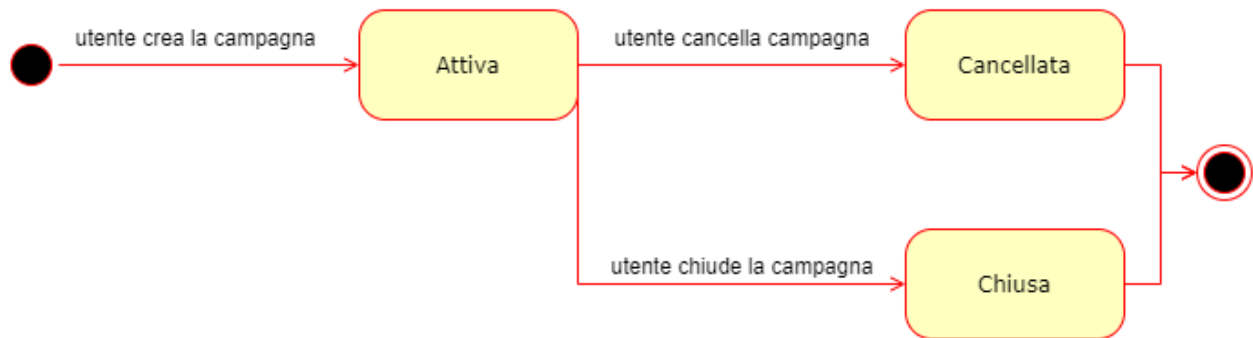 utente crea la campagna
Attiva
utente cancella campagna
Cancellata
utente chiude la campagna
Chiusa